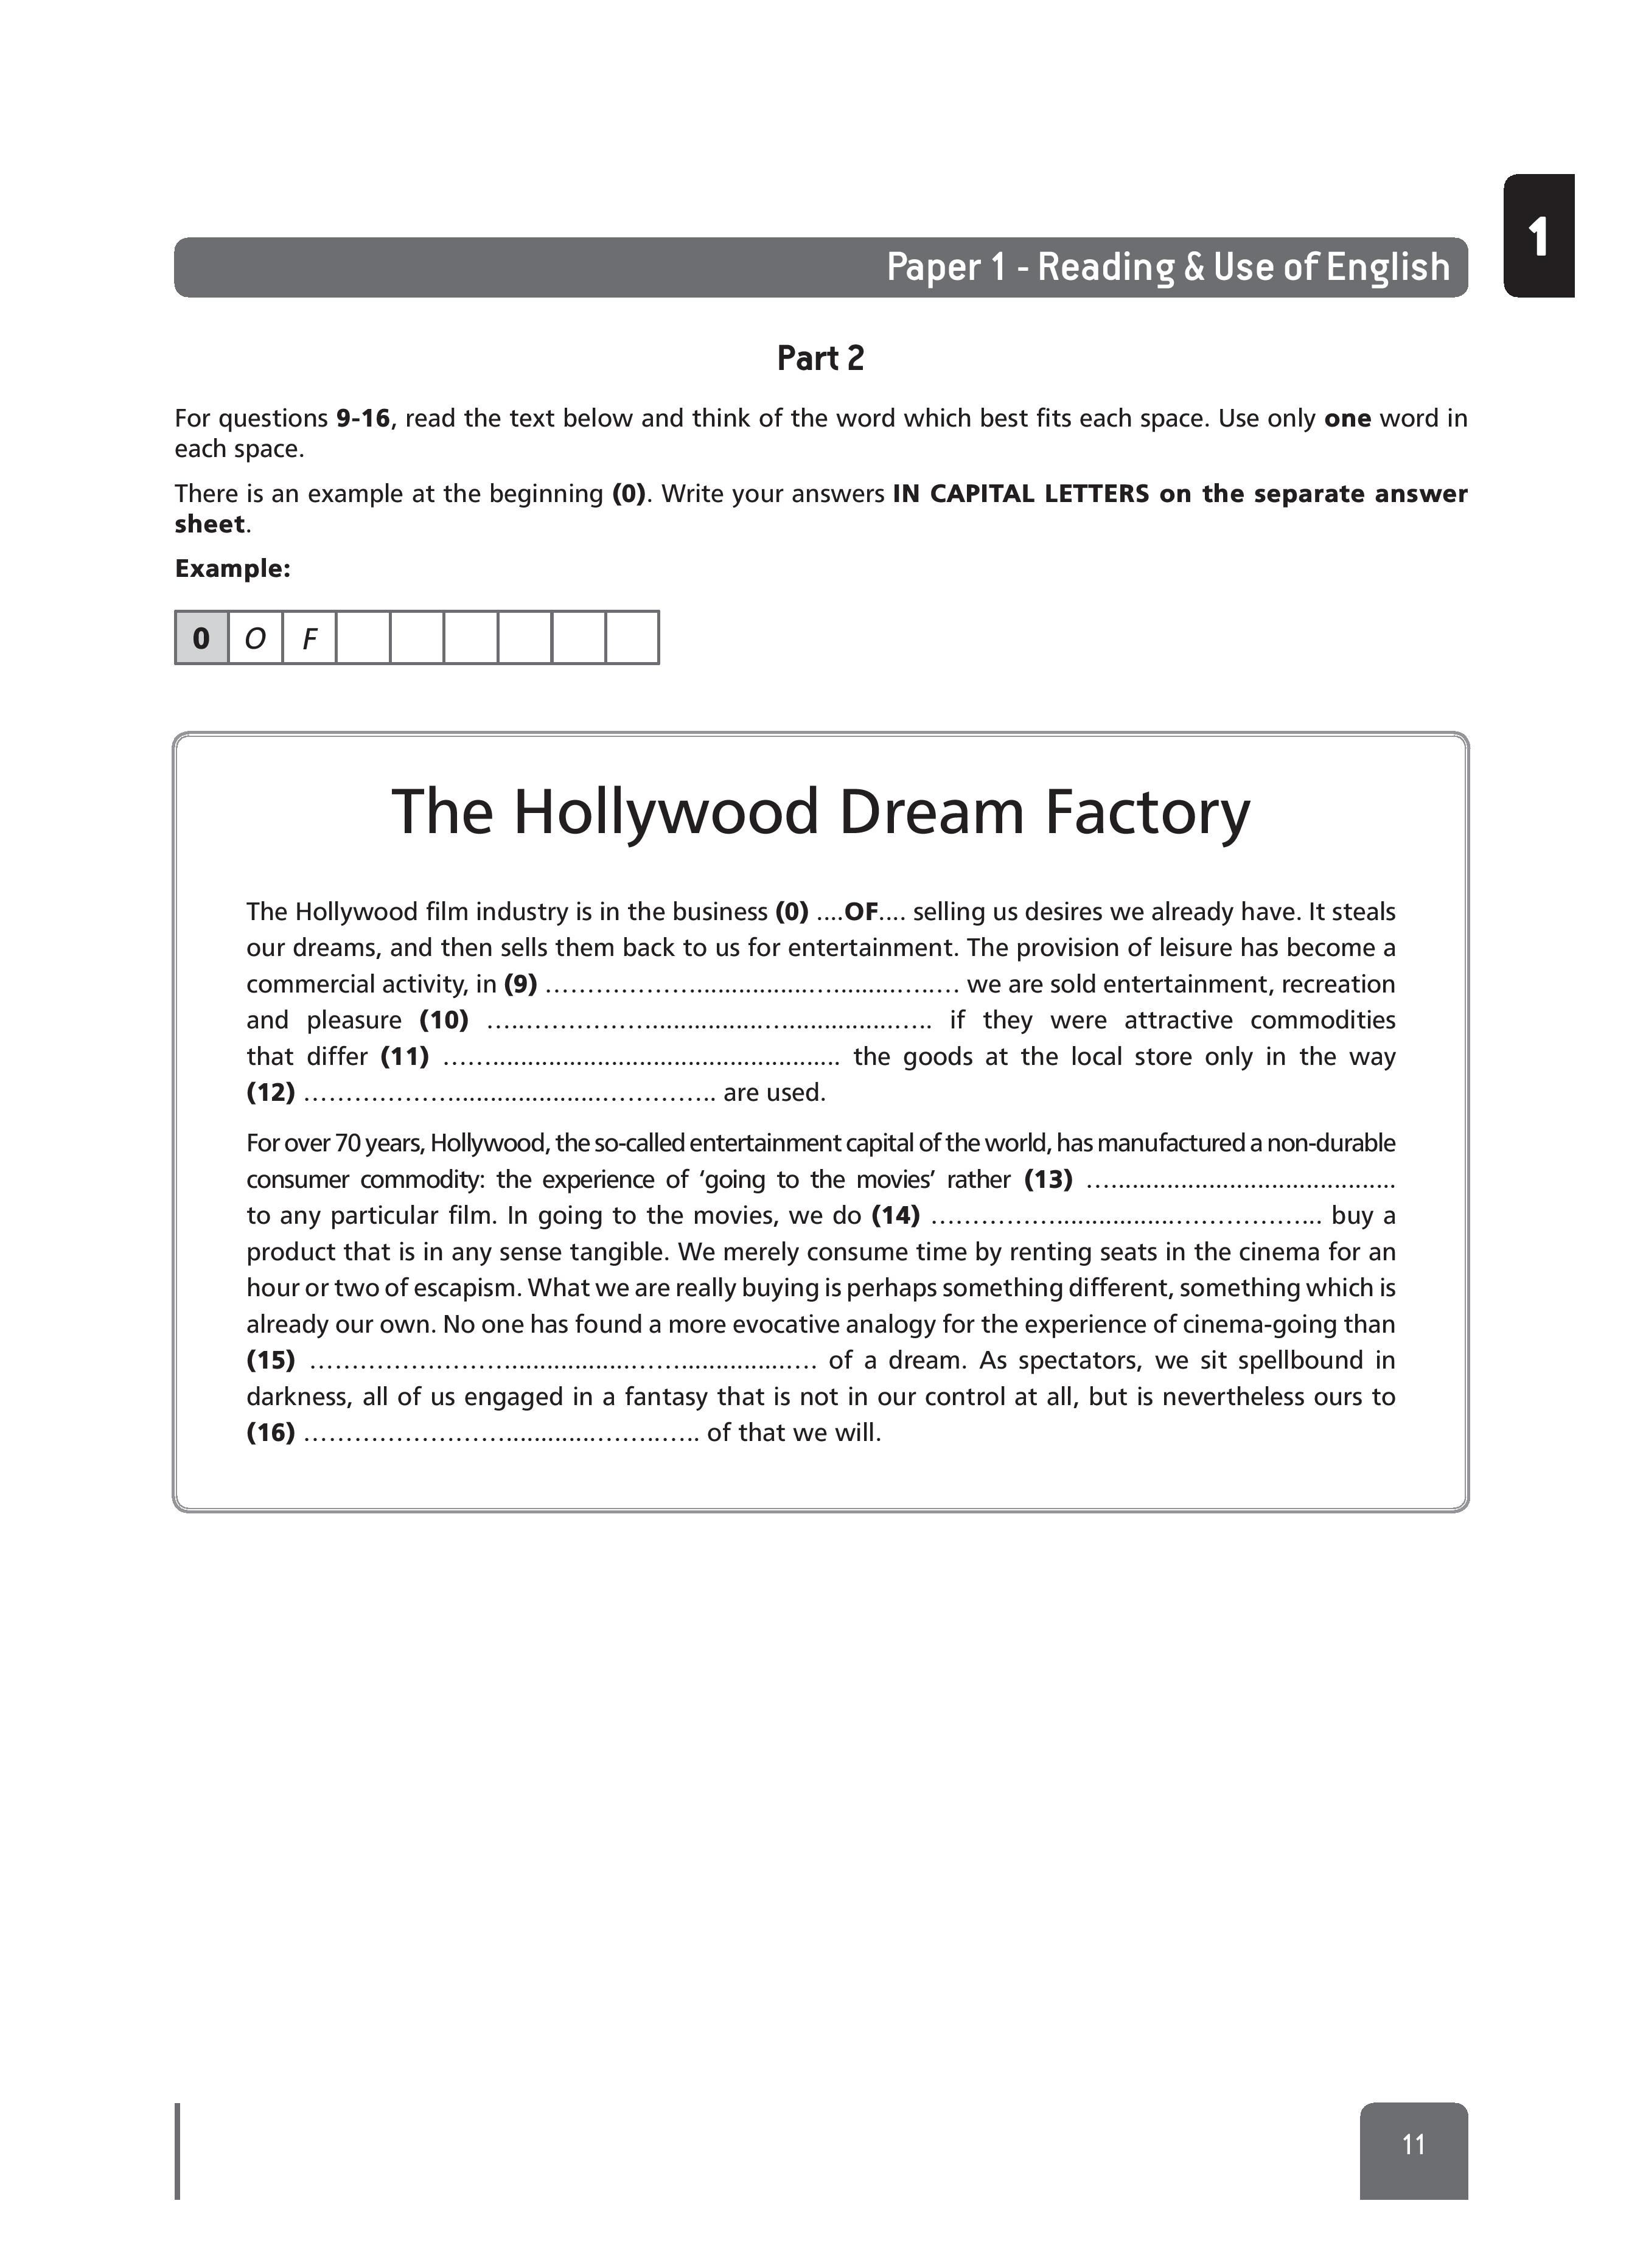 1
Paper 1 - Reading & Use of English
Part 2
For questions 9-16, read the text below and think of the word which best fits each space. Use only one word in
each space.
There is an example at the beginning (0). Write your answers IN CAPITAL LETTERS on the separate answer
sheet.
Example:
0 O F
The Hollywood Dream Factory
The Hollywood film industry is in the business (0) ....OF.... selling us desires we already have. It steals
our dreams, and then sells them back to us for entertainment. The provision of leisure has become a
commercial activity, in (9) .................................................. we are sold entertainment, recreation
and pleasure (10) .................................................. if they were attractive commodities
that differ (11) .................................................. the goods at the local store only in the way
(12) .................................................. are used.
For over 70 years, Hollywood, the so-called entertainment capital of the world, has manufactured a non-durable
consumer commodity: the experience of ‘going to the movies’ rather (13) ..................................................
to any particular film. In going to the movies, we do (14) .................................................. buy a
product that is in any sense tangible. We merely consume time by renting seats in the cinema for an
hour or two of escapism. What we are really buying is perhaps something different, something which is
already our own. No one has found a more evocative analogy for the experience of cinema-going than
(15) .................................................. of a dream. As spectators, we sit spellbound in
darkness, all of us engaged in a fantasy that is not in our control at all, but is nevertheless ours to
(16) .................................................. of that we will.
11